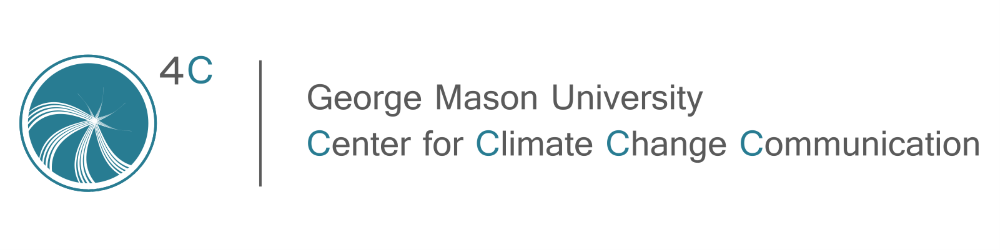 4C
George Mason University
Center for Climate Change Communication